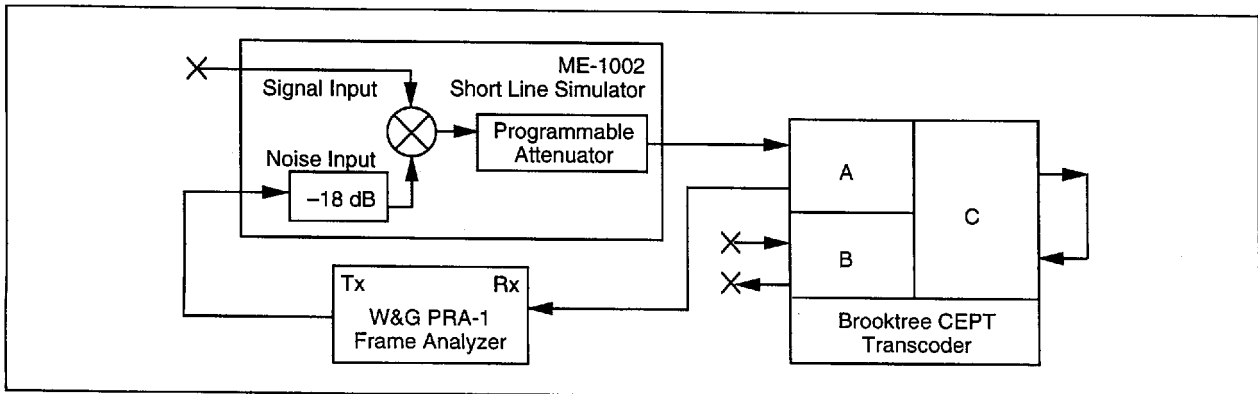 ME-1002
Signal Input
Short Line Simulator
Programmable
Attenuator
Noise Input
–18 dB
A
B
C
Tx
Rx
W&G PRA-1
Frame Analyzer
Brooktree CEPT
Transcoder